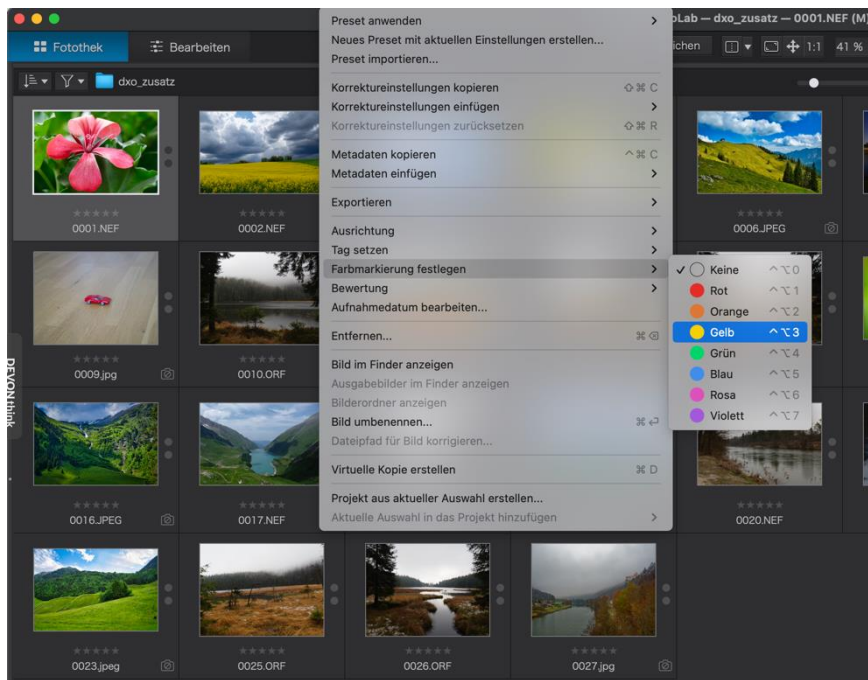 oLab — dxo_zusatz — 0001.NEF (M)
Fotothek
Bearbeiten
ichen
1:1
41 %
dxo_zusatz
Preset anwenden
Neues Preset mit aktuellen Einstellungen erstellen...
Preset importieren...
Korrektureinstellungen kopieren ⇧ ⌘ C
Korrektureinstellungen einfügen
Korrektureinstellungen zurücksetzen ⇧ ⌘ R
Metadaten kopieren ^ ⌘ C
Metadaten einfügen
Exportieren
Ausrichtung
Tag setzen
Farbmarkierung festlegen
Bewertung
Aufnahmedatum bearbeiten...
Entfernen... ⌘ ⌫
Bild im Finder anzeigen
Ausgabebilder im Finder anzeigen
Bilderordner anzeigen
Bild umbenennen... ⌘ ↩
Dateipfad für Bild korrigieren...
Virtuelle Kopie erstellen ⌘ D
Projekt aus aktueller Auswahl erstellen...
Aktuelle Auswahl in das Projekt hinzufügen
✓ Keine ^ ⌥ 0
Rot ^ ⌥ 1
Orange ^ ⌥ 2
Gelb ^ ⌥ 3
Grün ^ ⌥ 4
Blau ^ ⌥ 5
Rosa ^ ⌥ 6
Violett ^ ⌥ 7
0001.NEF
0002.NEF
0006.JPEG
0009.jpg
0010.ORF
DEVONthink
0016.JPEG
0017.NEF
0020.NEF
0023.jpeg
0025.ORF
0026.ORF
0027.jpg